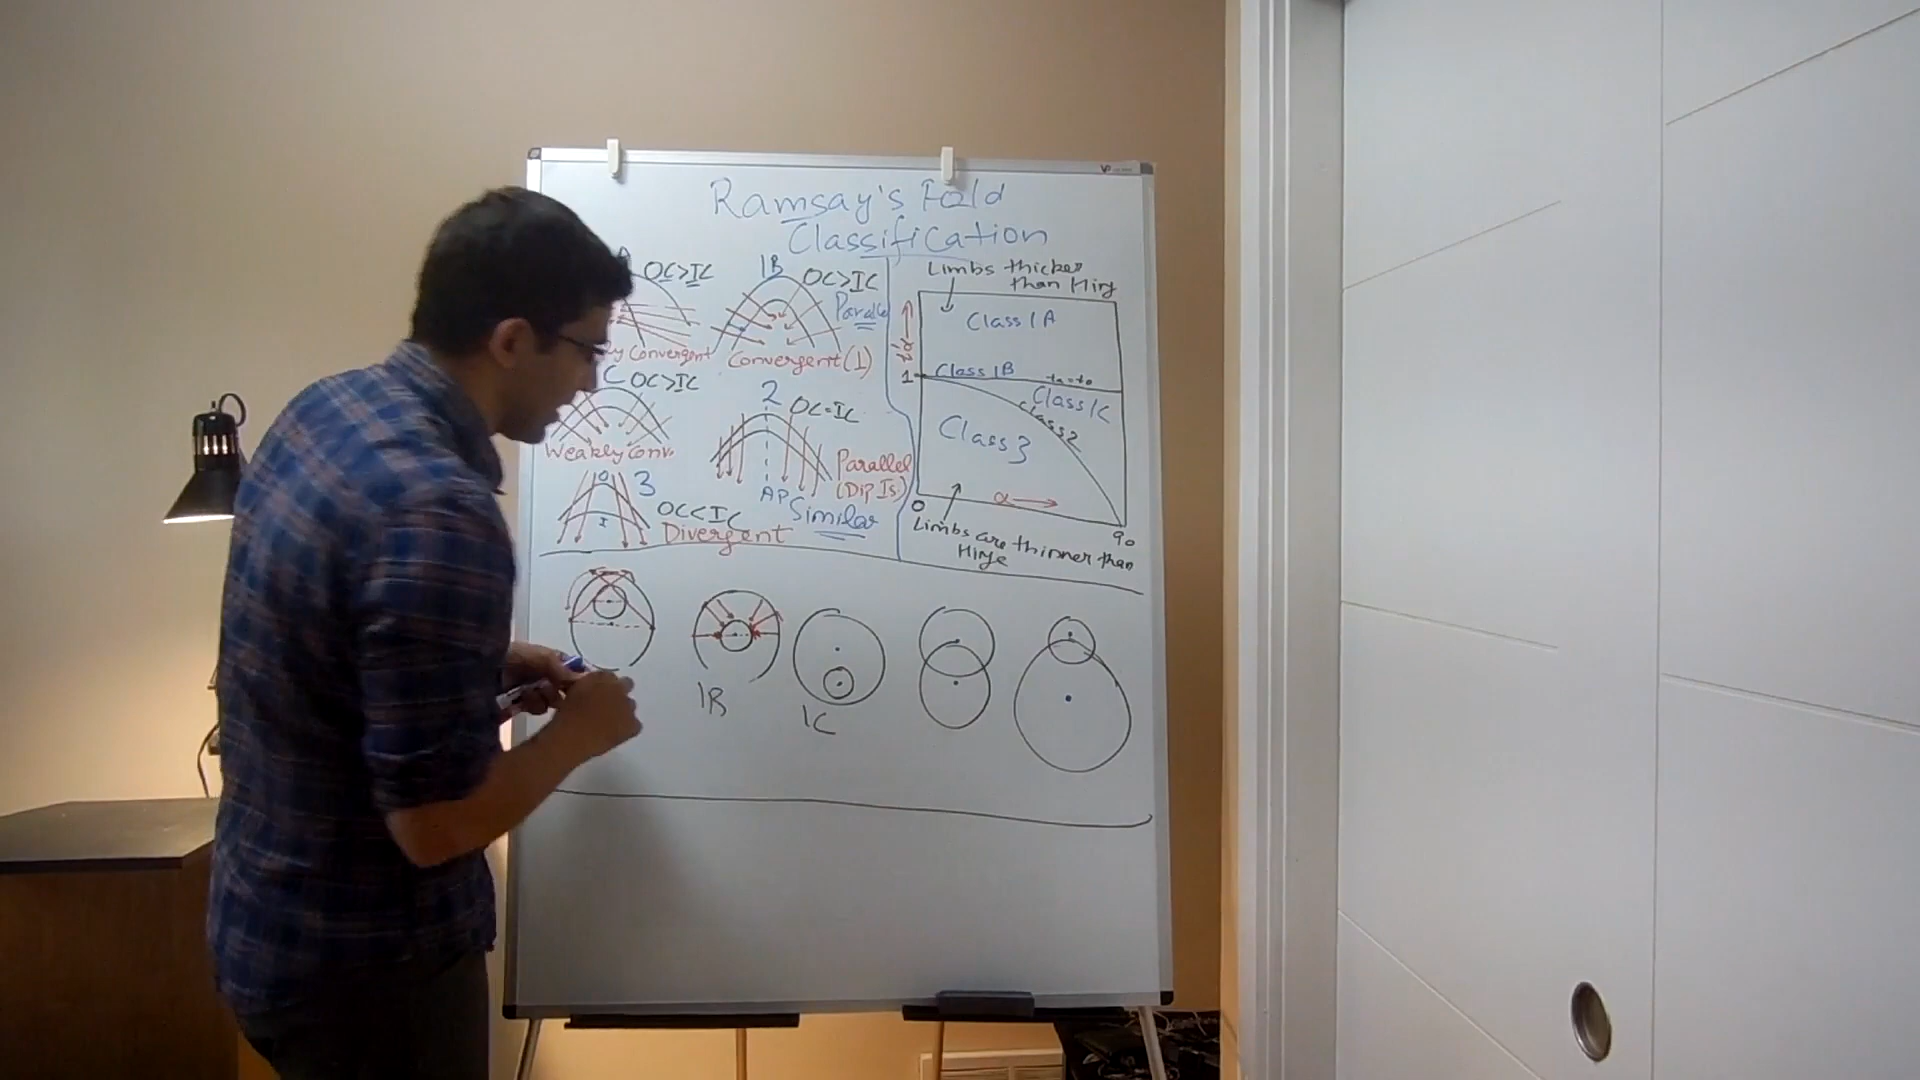 Ramsay's Fold
Classification
A OC>IC
1B OC>IC
Parallel
Convergent
Convergent (1)
C OC>IC
Weakly Conv.
2 OC=IC
Parallel
(Dip Is.)
AP
Similar
O
3
I
OC<IC
Divergent
Limbs thicker
than Hing
Class 1A
1
Class 1B
Class 1C
Class 2
Class 3
α
0
90
Limbs are thinner than
Hinge
1B
1C